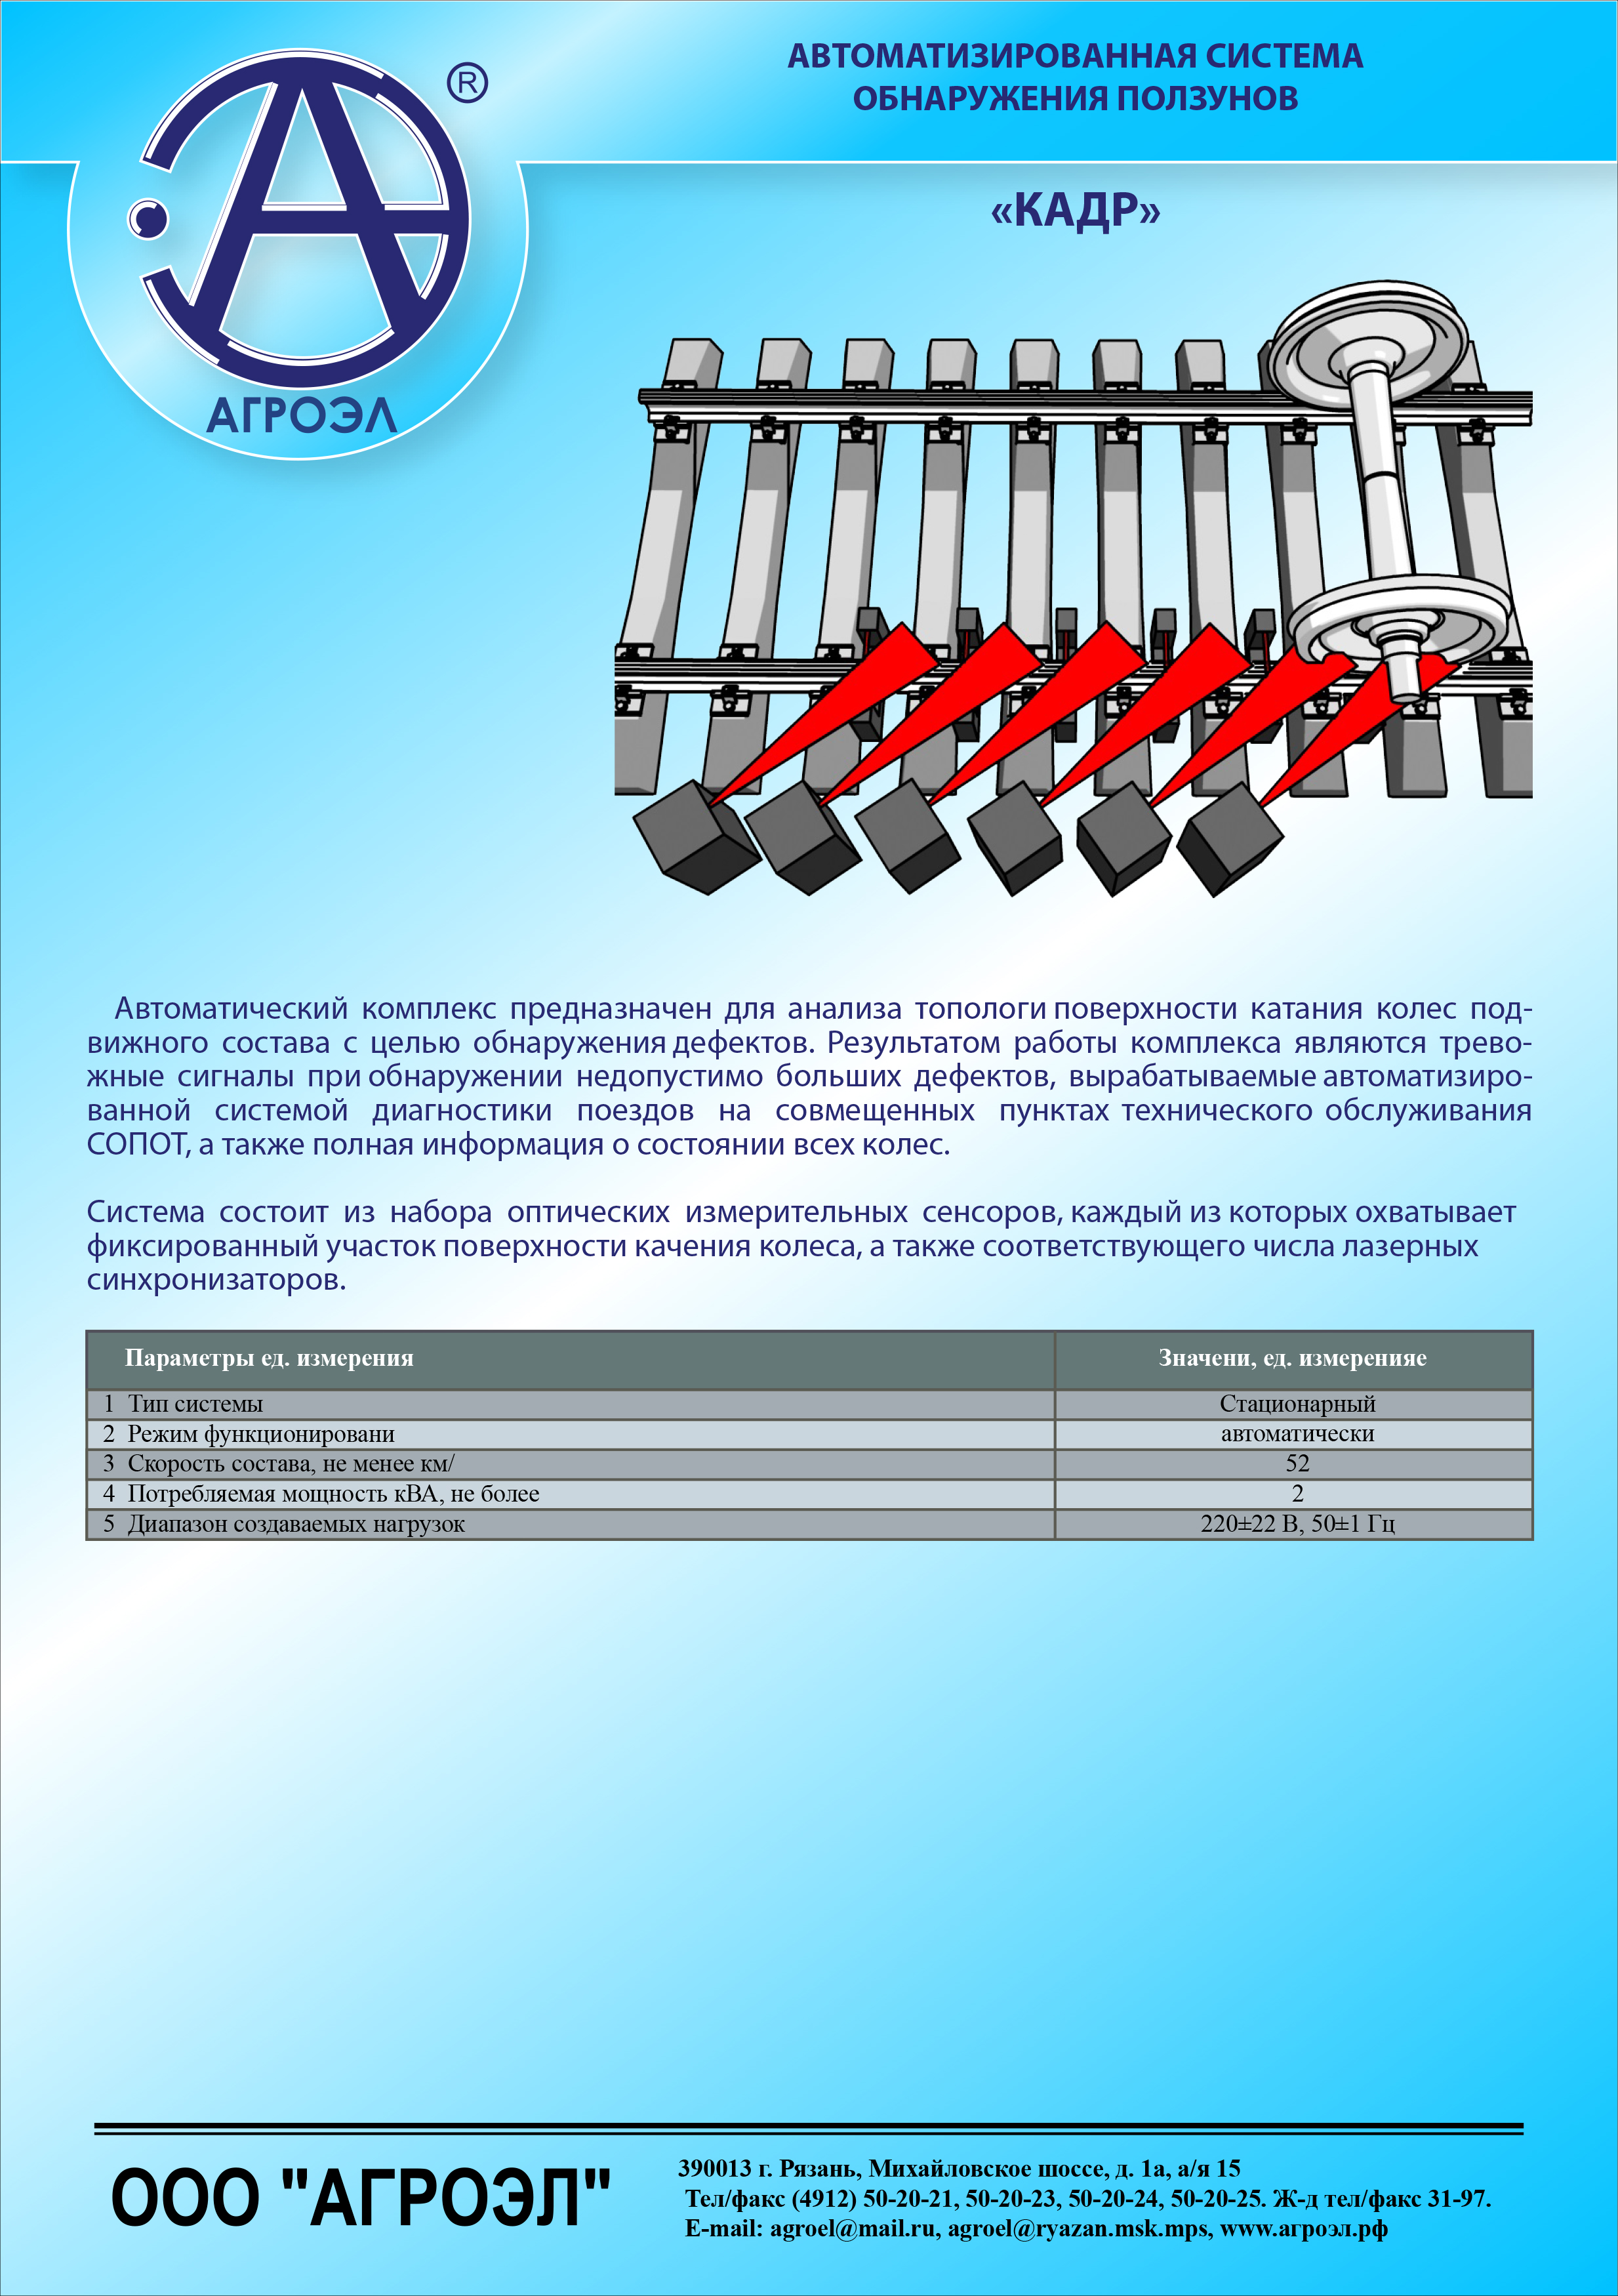 АВТОМАТИЗИРОВАННАЯ СИСТЕМА
ОБНАРУЖЕНИЯ ПОЛЗУНОВ
®
АГРОЭЛ
«КАДР»
Автоматический комплекс предназначен для анализа топологи поверхности катания колес под-
вижного состава с целью обнаружения дефектов. Результатом работы комплекса являются трево-
жные сигналы при обнаружении недопустимо больших дефектов, вырабатываемые автоматизиро-
ванной системой диагностики поездов на совмещенных пунктах технического обслуживания
СОПОТ, а также полная информация о состоянии всех колес.
Система состоит из набора оптических измерительных сенсоров, каждый из которых охватывает
фиксированный участок поверхности качения колеса, а также соответствующего числа лазерных
синхронизаторов.
Параметры ед. измерения Значени, ед. измеренияе
1 Тип системы Стационарный
2 Режим функционировани автоматически
3 Скорость состава, не менее км/ 52
4 Потребляемая мощность кВА, не более 2
5 Диапазон создаваемых нагрузок 220±22 В, 50±1 Гц
ООО "АГРОЭЛ"
390013 г. Рязань, Михайловское шоссе, д. 1а, а/я 15
Тел/факс (4912) 50-20-21, 50-20-23, 50-20-24, 50-20-25. Ж-д тел/факс 31-97.
E-mail: agroel@mail.ru, agroel@ryazan.msk.mps, www.агроэл.рф